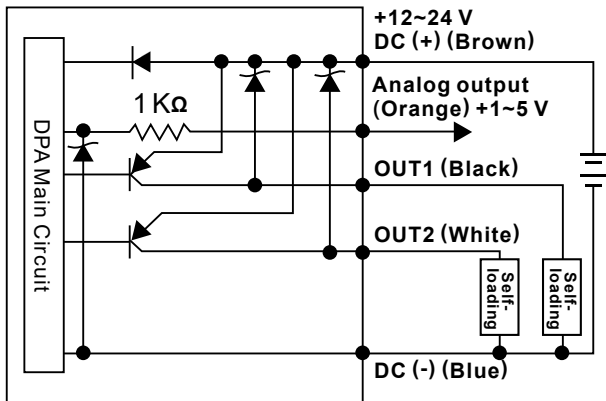 +12~24 V
DC (+) (Brown)
Analog output
(Orange) +1~5 V
1 KΩ
DPA Main Circuit
OUT1 (Black)
OUT2 (White)
Self-
loading
Self-
loading
DC (-) (Blue)